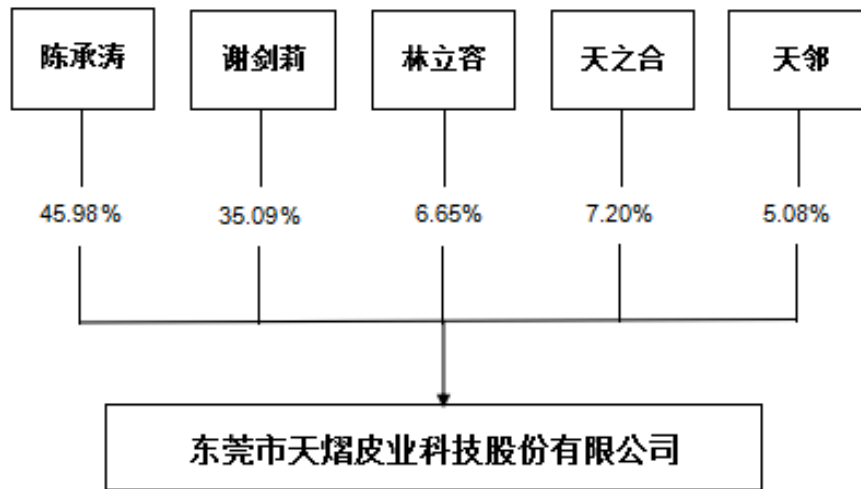 陈承涛 谢剑莉 林立容 天之合 天邻
45.98% 35.09% 6.65% 7.20% 5.08%
东莞市天熠皮业科技股份有限公司